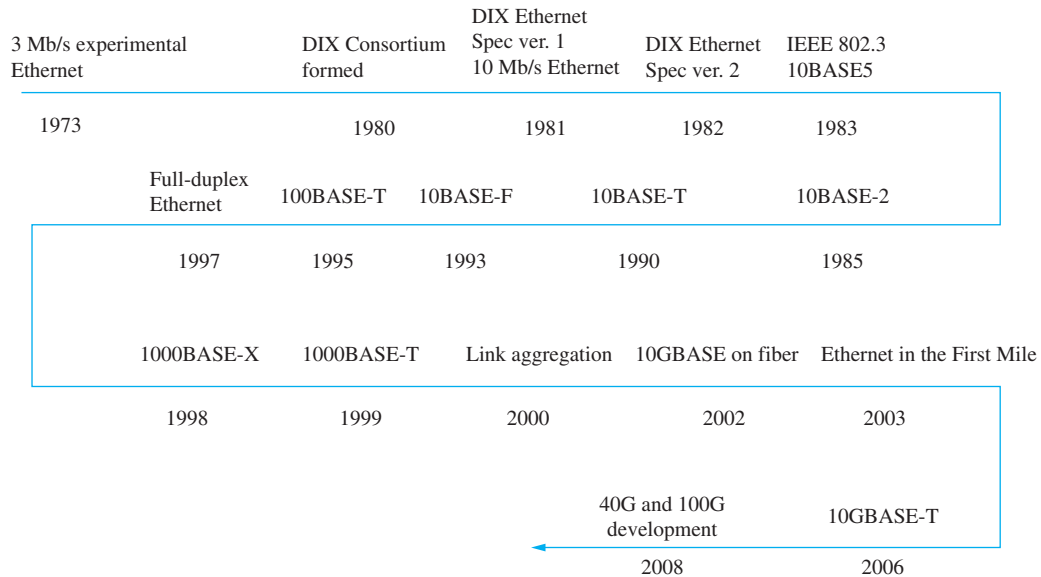 DIX Ethernet
3 Mb/s experimental DIX Consortium Spec ver. 1 DIX Ethernet IEEE 802.3
Ethernet formed 10 Mb/s Ethernet Spec ver. 2 10BASE5
1973 1980 1981 1982 1983
Full-duplex
Ethernet 100BASE-T 10BASE-F 10BASE-T 10BASE-2
1997 1995 1993 1990 1985
1000BASE-X 1000BASE-T Link aggregation 10GBASE on fiber Ethernet in the First Mile
1998 1999 2000 2002 2003
40G and 100G
development 10GBASE-T
2008 2006